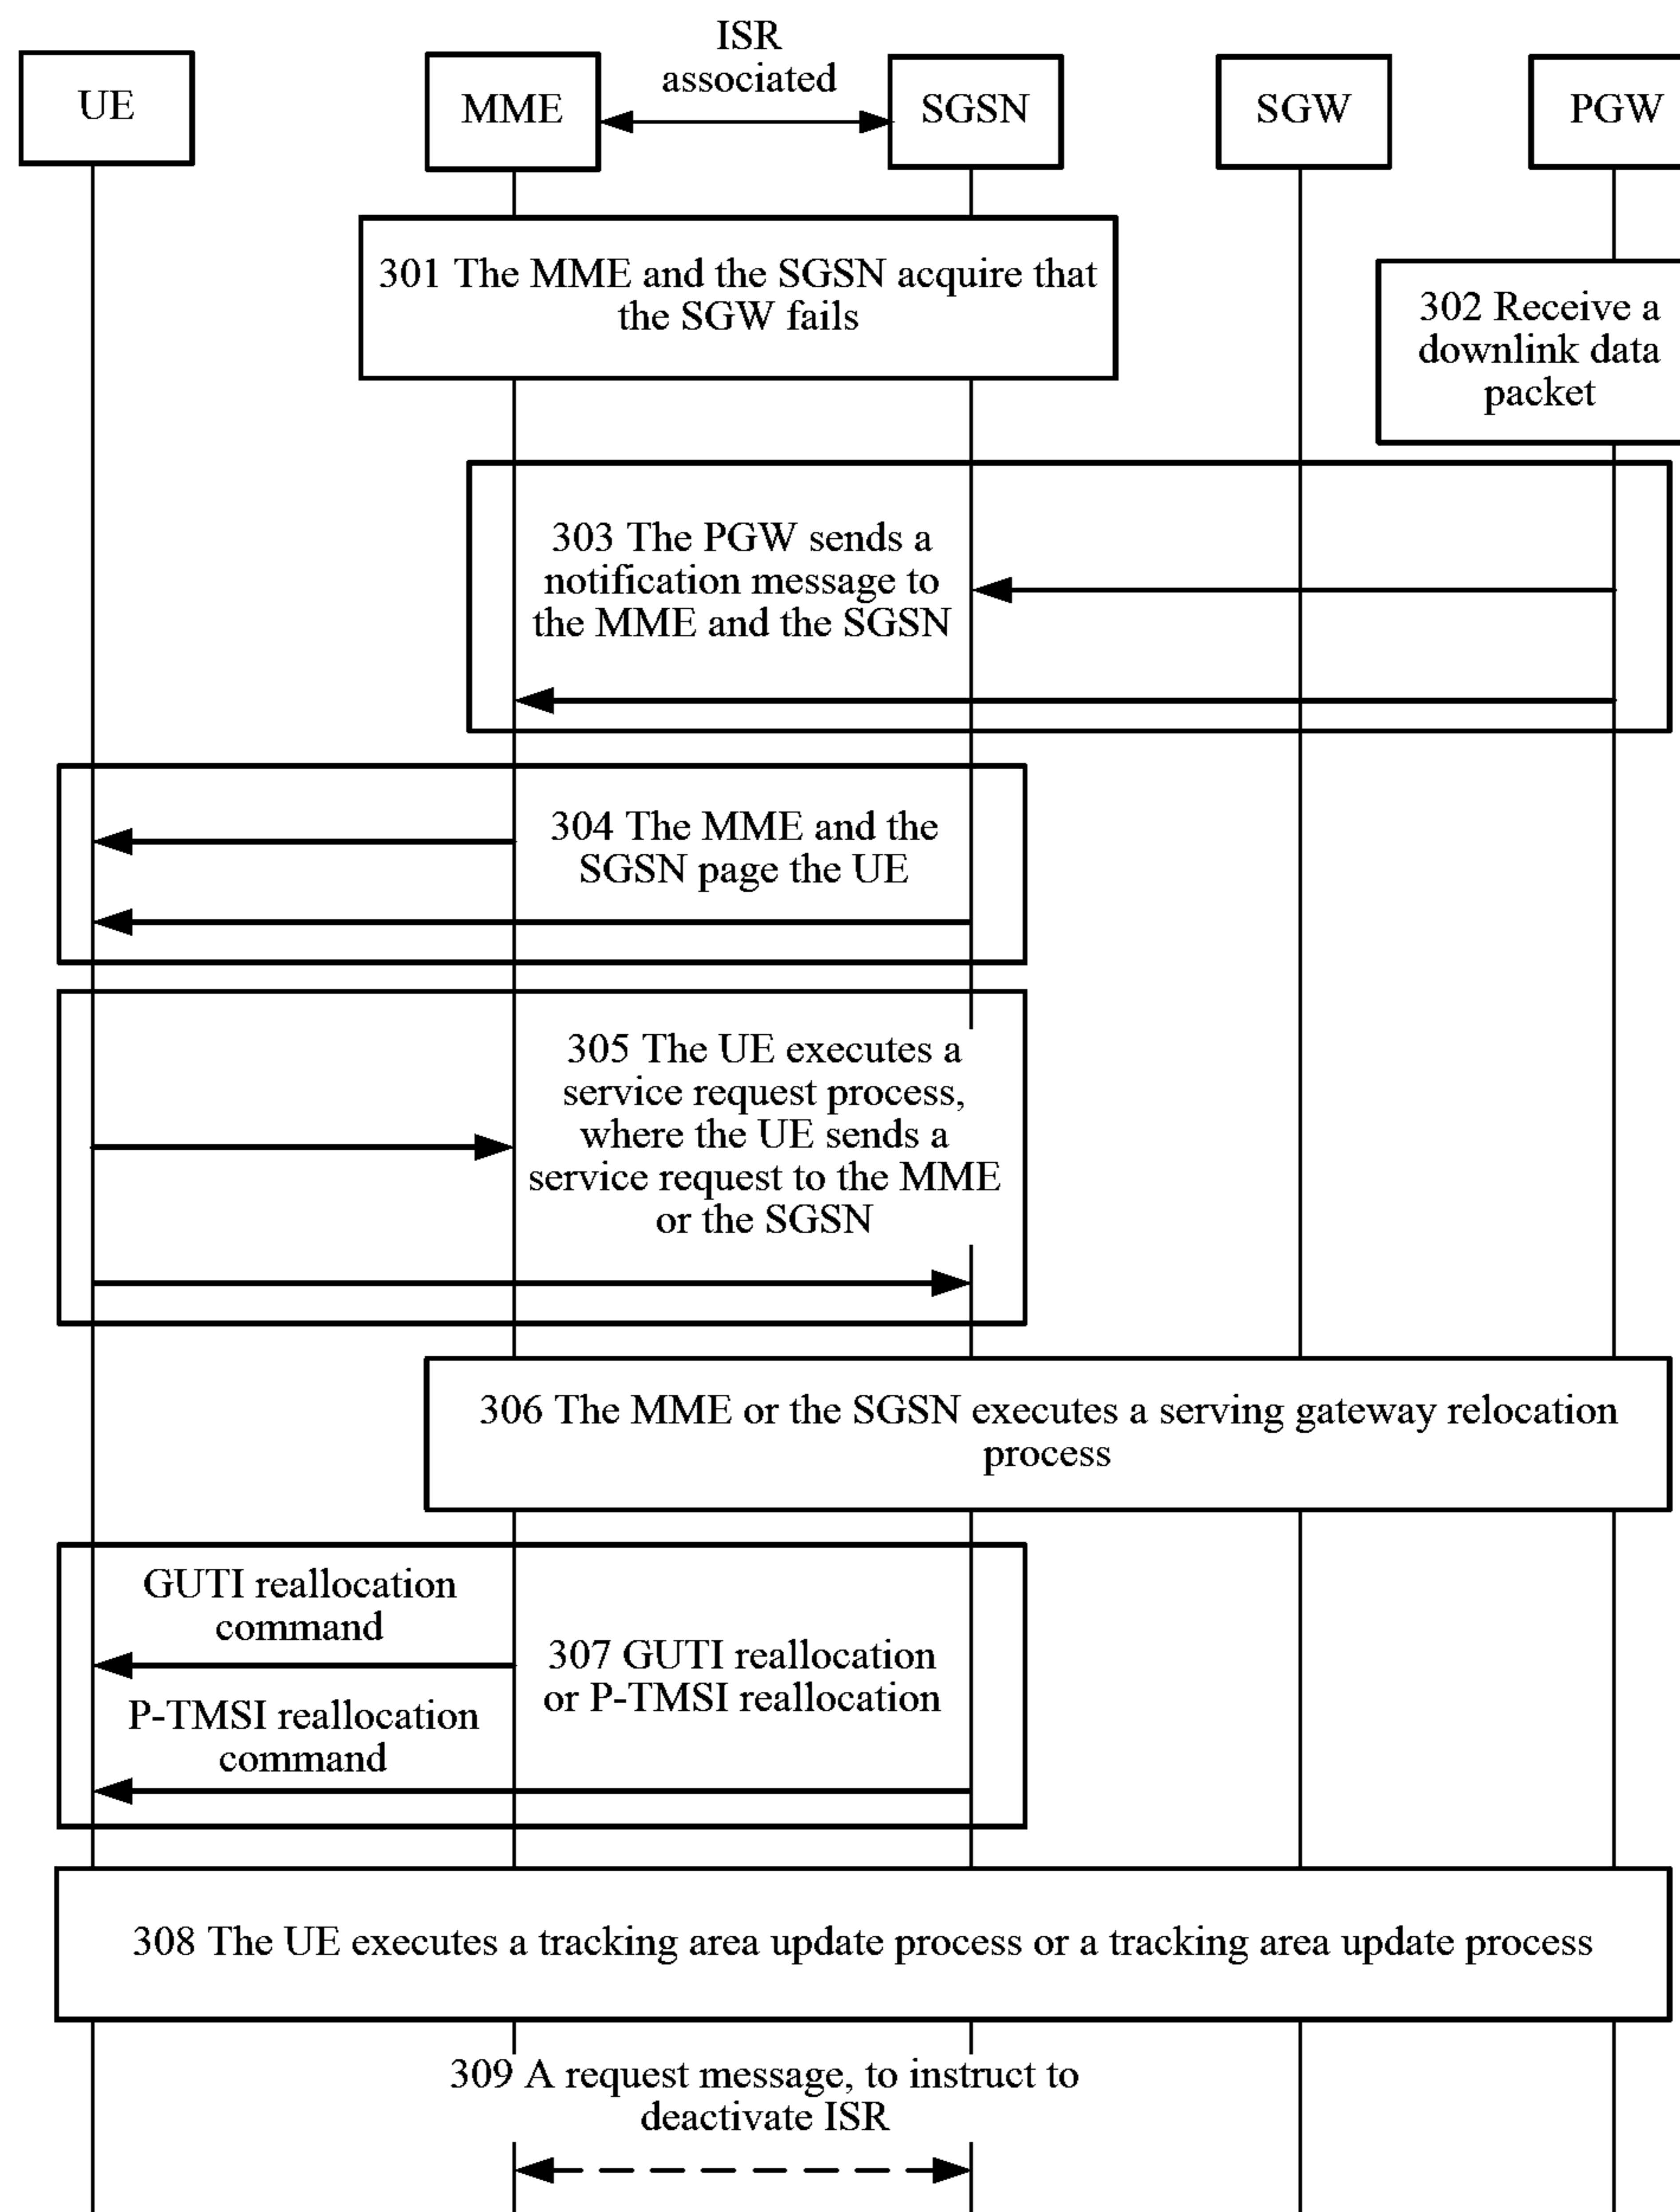 ISR
associated
UE
MME
SGSN
SGW
PGW
301 The MME and the SGSN acquire that
the SGW fails
302 Receive a
downlink data
packet
303 The PGW sends a
notification message to
the MME and the SGSN
304 The MME and the
SGSN page the UE
305 The UE executes a
service request process,
where the UE sends a
service request to the MME
or the SGSN
306 The MME or the SGSN executes a serving gateway relocation
process
GUTI reallocation
command
307 GUTI reallocation
or P-TMSI reallocation
P-TMSI reallocation
command
308 The UE executes a tracking area update process or a tracking area update process
309 A request message, to instruct to
deactivate ISR